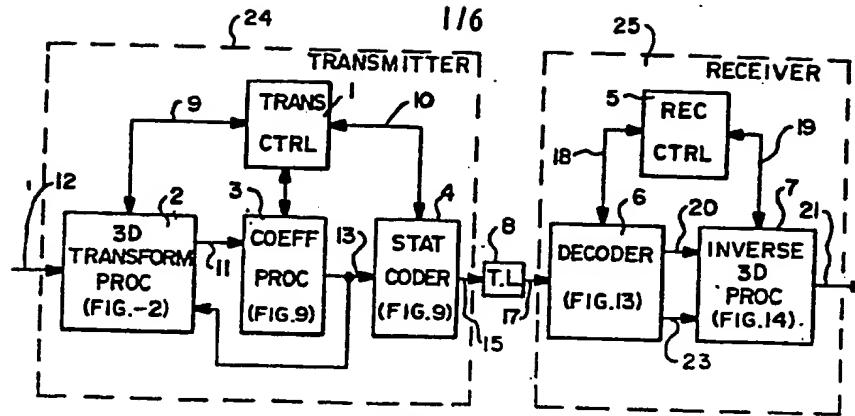 1/6
24
TRANSMITTER
9
TRANS CTRL
1
10
12
2
3D TRANSFORM PROC (FIG.-2)
11
3
COEFF PROC (FIG.9)
13
4
STAT CODER (FIG.9)
15
8
T.L
17
25
RECEIVER
5
REC CTRL
18
19
6
DECODER (FIG.13)
20
23
7
INVERSE 3D PROC (FIG.14)
21